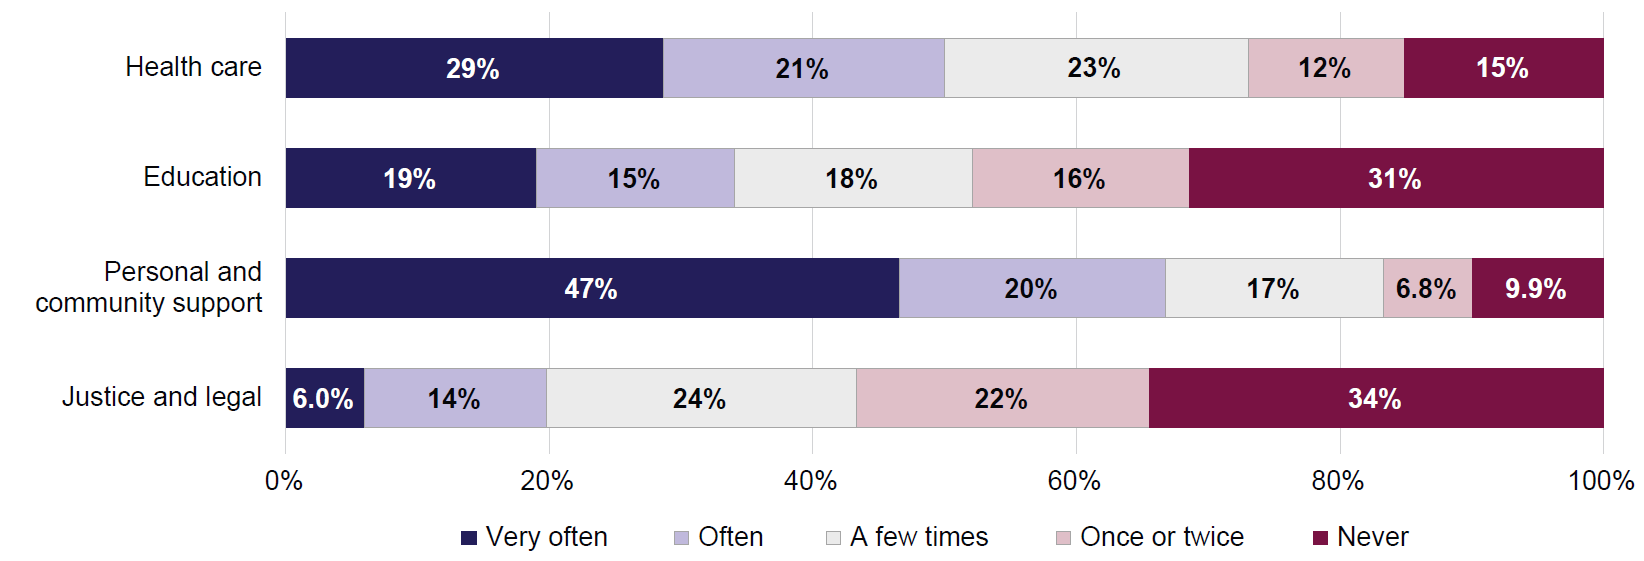 Health care
29% 21% 23% 12% 15%
Education
19% 15% 18% 16% 31%
Personal and
community support
47% 20% 17% 6.8% 9.9%
Justice and legal
6.0% 14% 24% 22% 34%
0% 20% 40% 60% 80% 100%
Very often Often A few times Once or twice Never